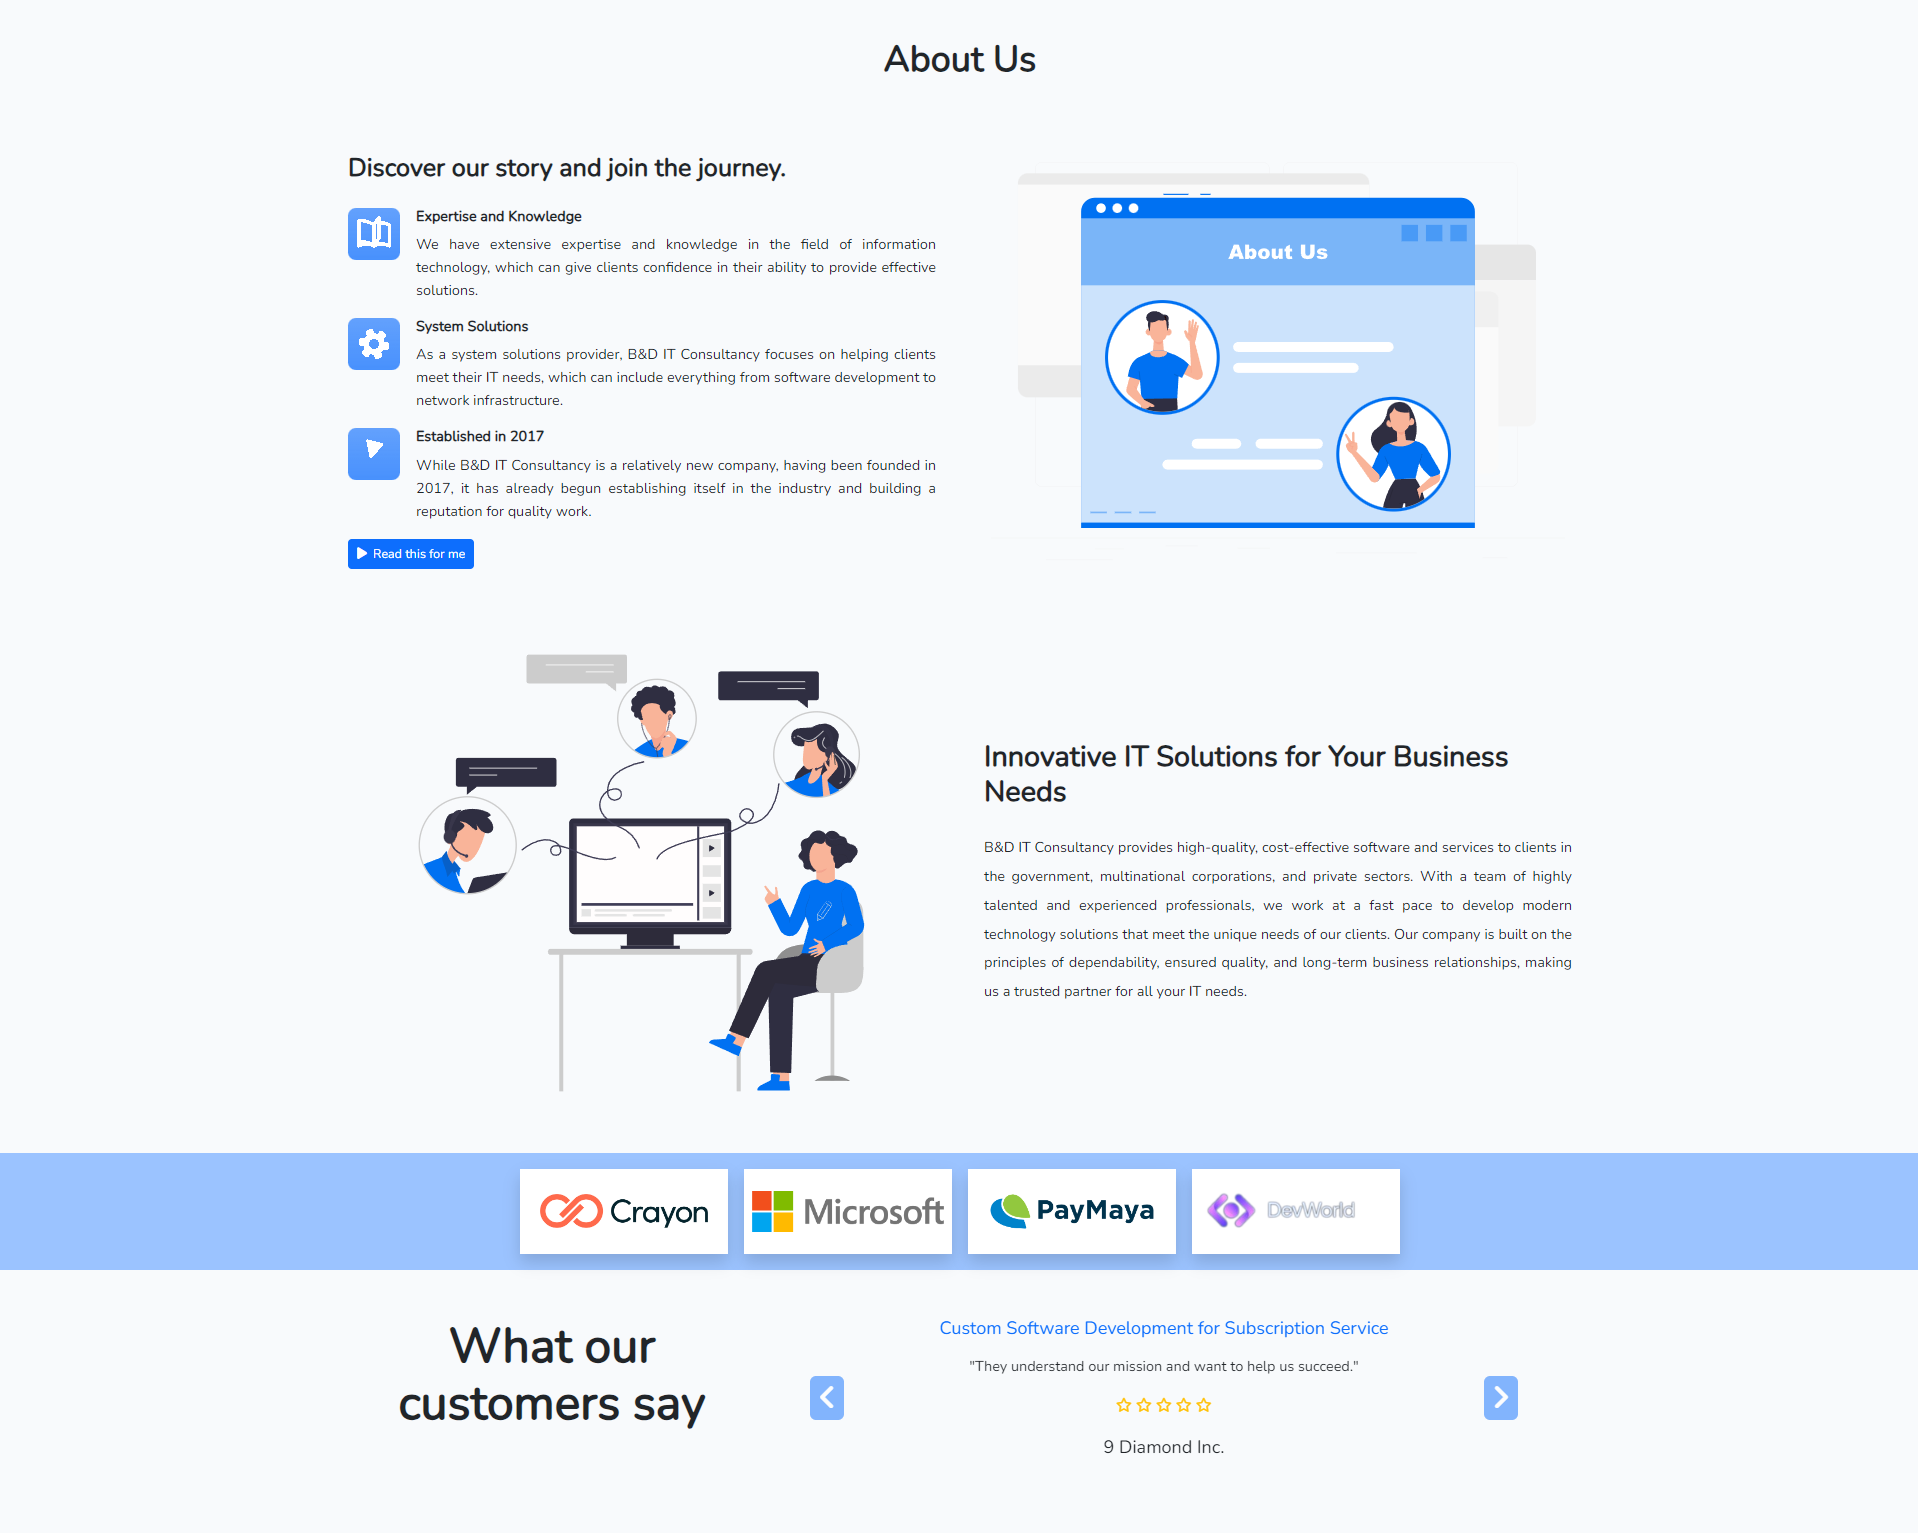 About Us
Discover our story and join the journey.
Expertise and Knowledge
We have extensive expertise and knowledge in the field of information
technology, which can give clients confidence in their ability to provide effective
solutions.
System Solutions
As a system solutions provider, B&D IT Consultancy focuses on helping clients
meet their IT needs, which can include everything from software development to
network infrastructure.
Established in 2017
While B&D IT Consultancy is a relatively new company, having been founded in
2017, it has already begun establishing itself in the industry and building a
reputation for quality work.
Read this for me
About Us
Innovative IT Solutions for Your Business
Needs
B&D IT Consultancy provides high-quality, cost-effective software and services to clients in
the government, multinational corporations, and private sectors. With a team of highly
talented and experienced professionals, we work at a fast pace to develop modern
technology solutions that meet the unique needs of our clients. Our company is built on the
principles of dependability, ensured quality, and long-term business relationships, making
us a trusted partner for all your IT needs.
Crayon
Microsoft
PayMaya
DevWorld
What our
customers say
Custom Software Development for Subscription Service
"They understand our mission and want to help us succeed."
9 Diamond Inc.